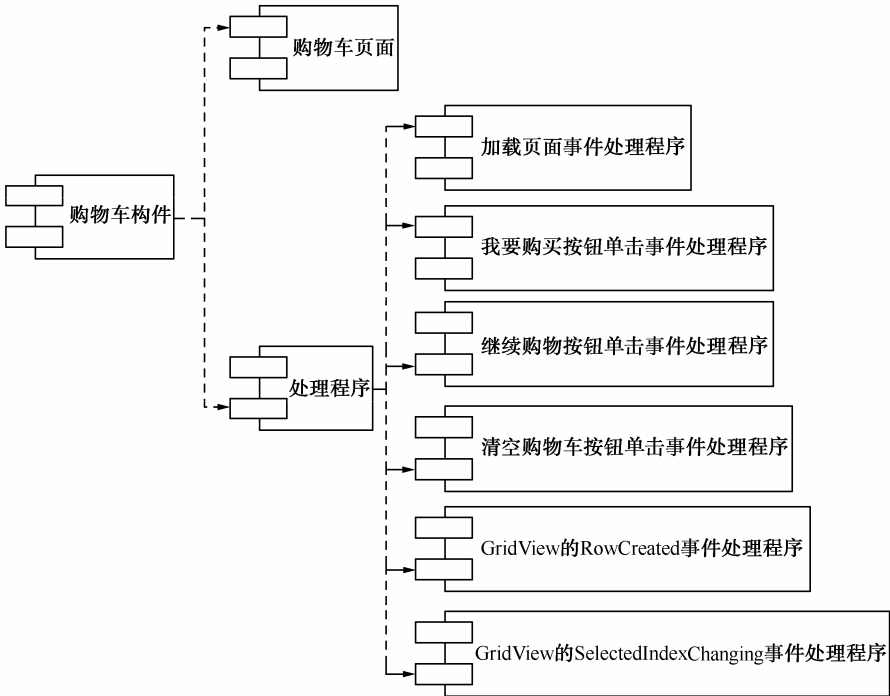 购物车页面
加载页面事件处理程序
购物车构件
我要购买按钮单击事件处理程序
继续购物按钮单击事件处理程序
处理程序
清空购物车按钮单击事件处理程序
GridView的RowCreated事件处理程序
GridView的SelectedIndexChanging事件处理程序